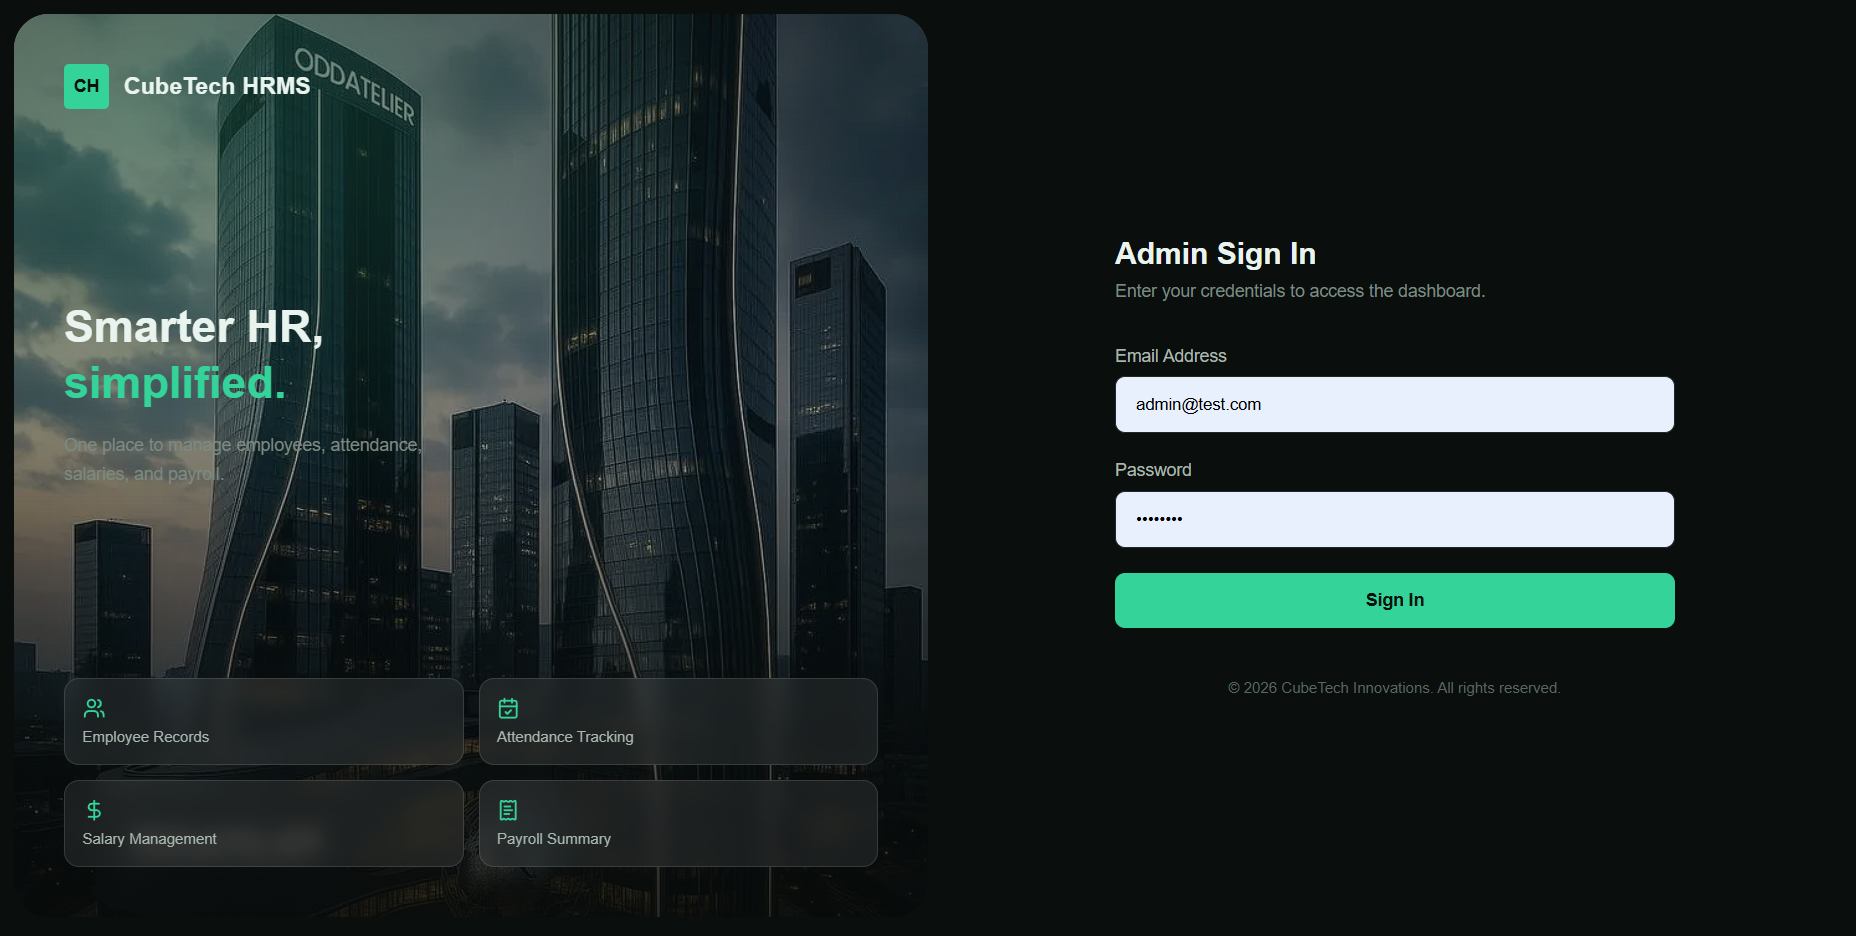 ODDATELIER
CH
CubeTech HRMS
Smarter HR,
simplified.
One place to manage employees, attendance,
salaries, and payroll.
Employee Records
Attendance Tracking
Salary Management
Payroll Summary
Admin Sign In
Enter your credentials to access the dashboard.
Email Address
admin@test.com
Password
••••••••
Sign In
© 2026 CubeTech Innovations. All rights reserved.